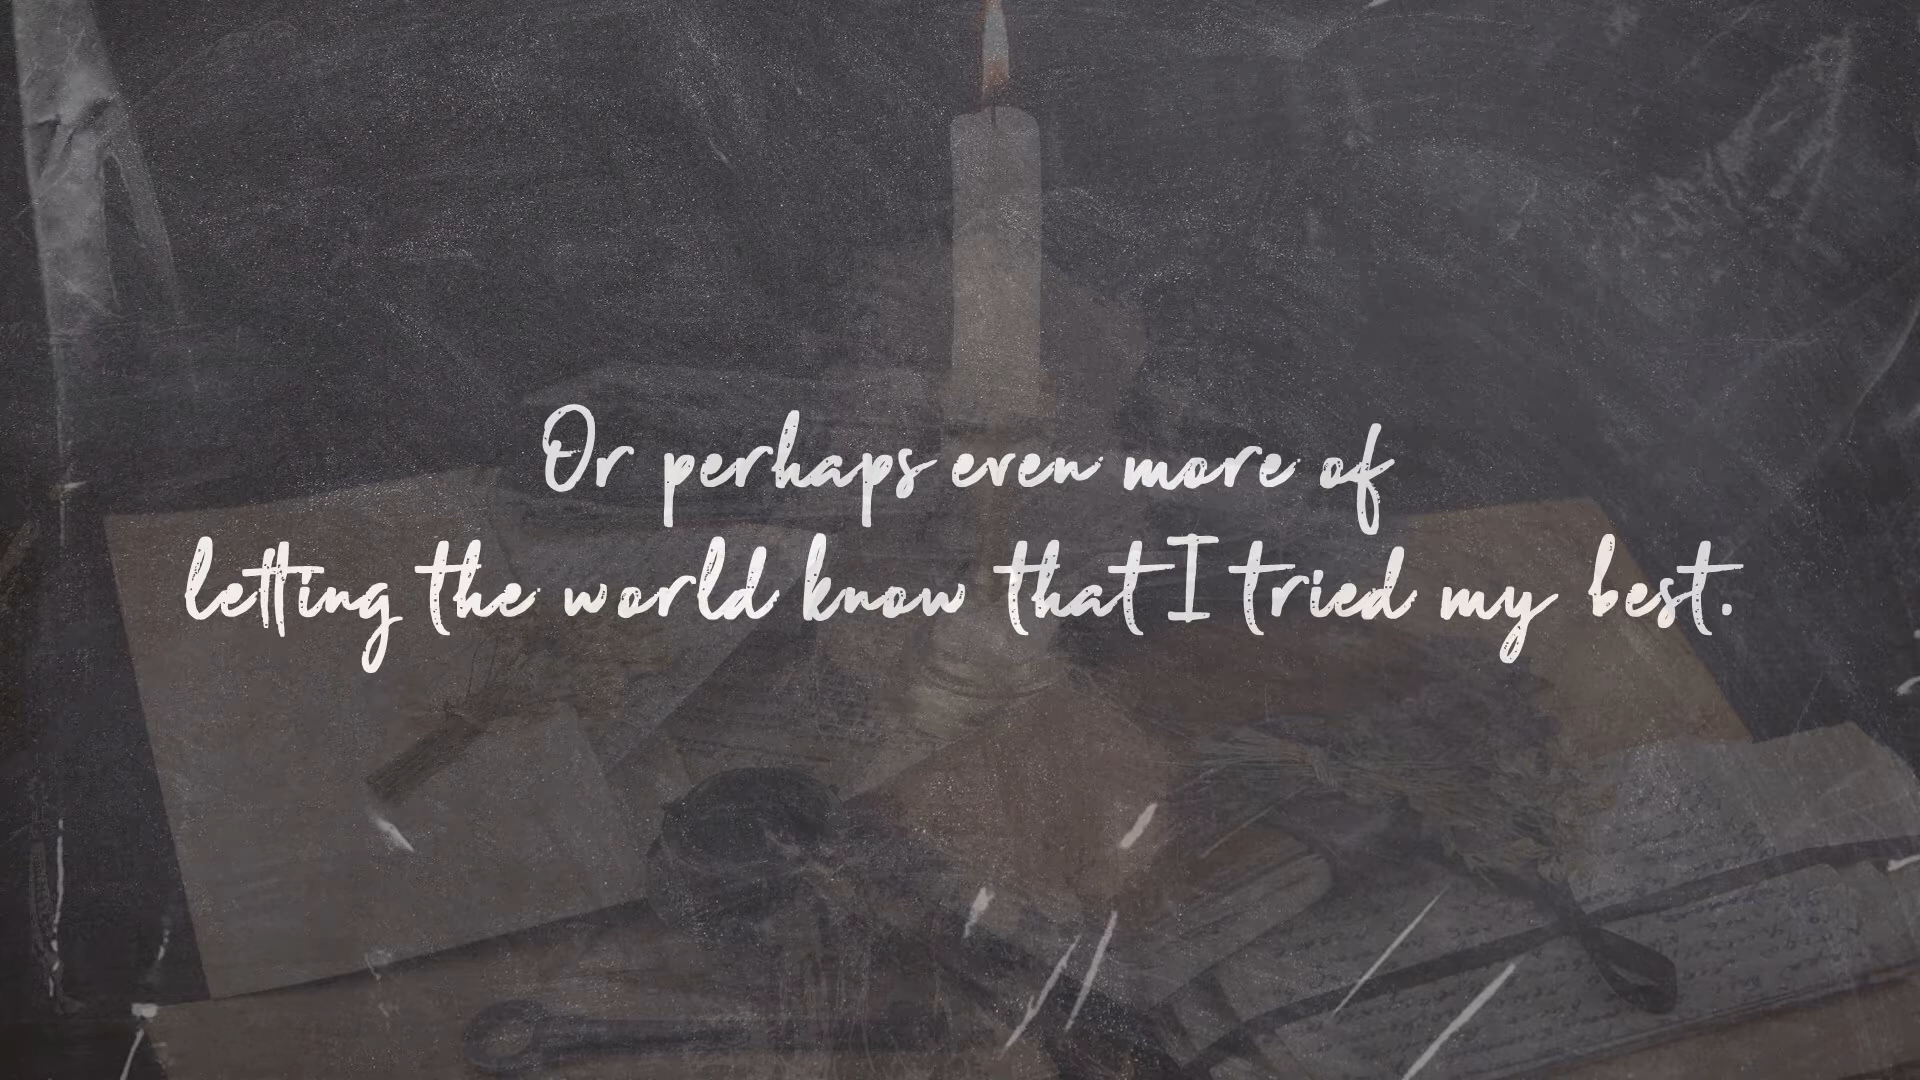 Or perhaps even more of
letting the world know that I tried my best.